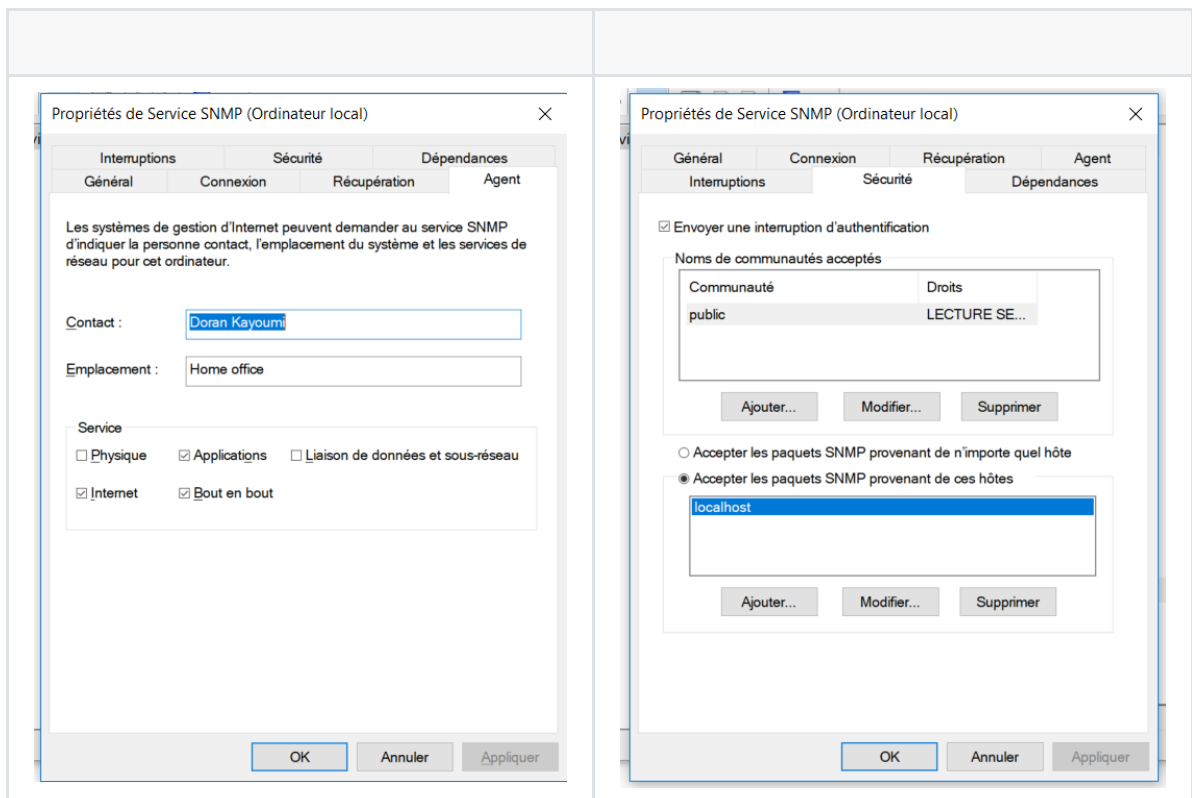 Propriétés de Service SNMP (Ordinateur local)
Interruptions Sécurité Dépendances
Général Connexion Récupération Agent
Les systèmes de gestion d'Internet peuvent demander au service SNMP
d'indiquer la personne contact, l'emplacement du système et les services de
réseau pour cet ordinateur.
Contact :
Doran Kayoumi
Emplacement :
Home office
Service
Physique Applications Liaison de données et sous-réseau
Internet Bout en bout
OK Annuler Appliquer
Propriétés de Service SNMP (Ordinateur local)
Général Connexion Récupération Agent
Interruptions Sécurité Dépendances
Envoyer une interruption d'authentification
Noms de communautés acceptés
Communauté Droits
public LECTURE SE...
Ajouter... Modifier... Supprimer
Accepter les paquets SNMP provenant de n'importe quel hôte
Accepter les paquets SNMP provenant de ces hôtes
localhost
Ajouter... Modifier... Supprimer
OK Annuler Appliquer